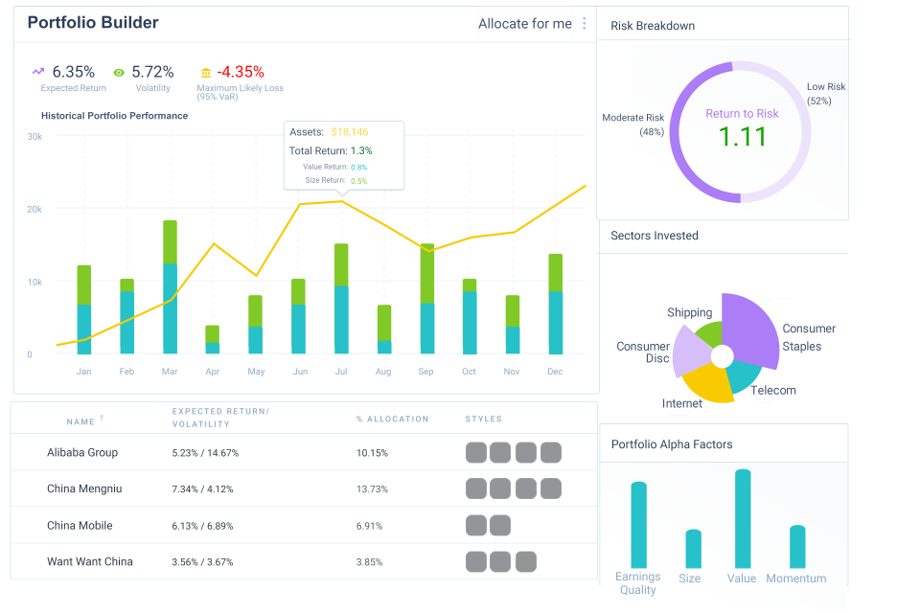 Portfolio Builder
Allocate for me
6.35%
Expected Return
5.72%
Volatility
-4.35%
Maximum Likely Loss
(95% VaR)
Historical Portfolio Performance
Assets: $18,146
Total Return: 1.3%
Value Return: 0.8%
Size Return: 0.5%
30k
20k
10k
0
Jan Feb Mar Apr May Jun Jul Aug Sep Oct Nov Dec
Risk Breakdown
Low Risk
(52%)
Moderate Risk
(48%)
Return to Risk
1.11
Sectors Invested
Shipping
Consumer
Staples
Consumer
Disc
Telecom
Internet
NAME ↑ EXPECTED RETURN/
VOLATILITY % ALLOCATION STYLES
Alibaba Group 5.23% / 14.67% 10.15%
China Mengniu 7.34% / 4.12% 13.73%
China Mobile 6.13% / 6.89% 6.91%
Want Want China 3.56% / 3.67% 3.85%
Portfolio Alpha Factors
Earnings
Quality
Size Value Momentum